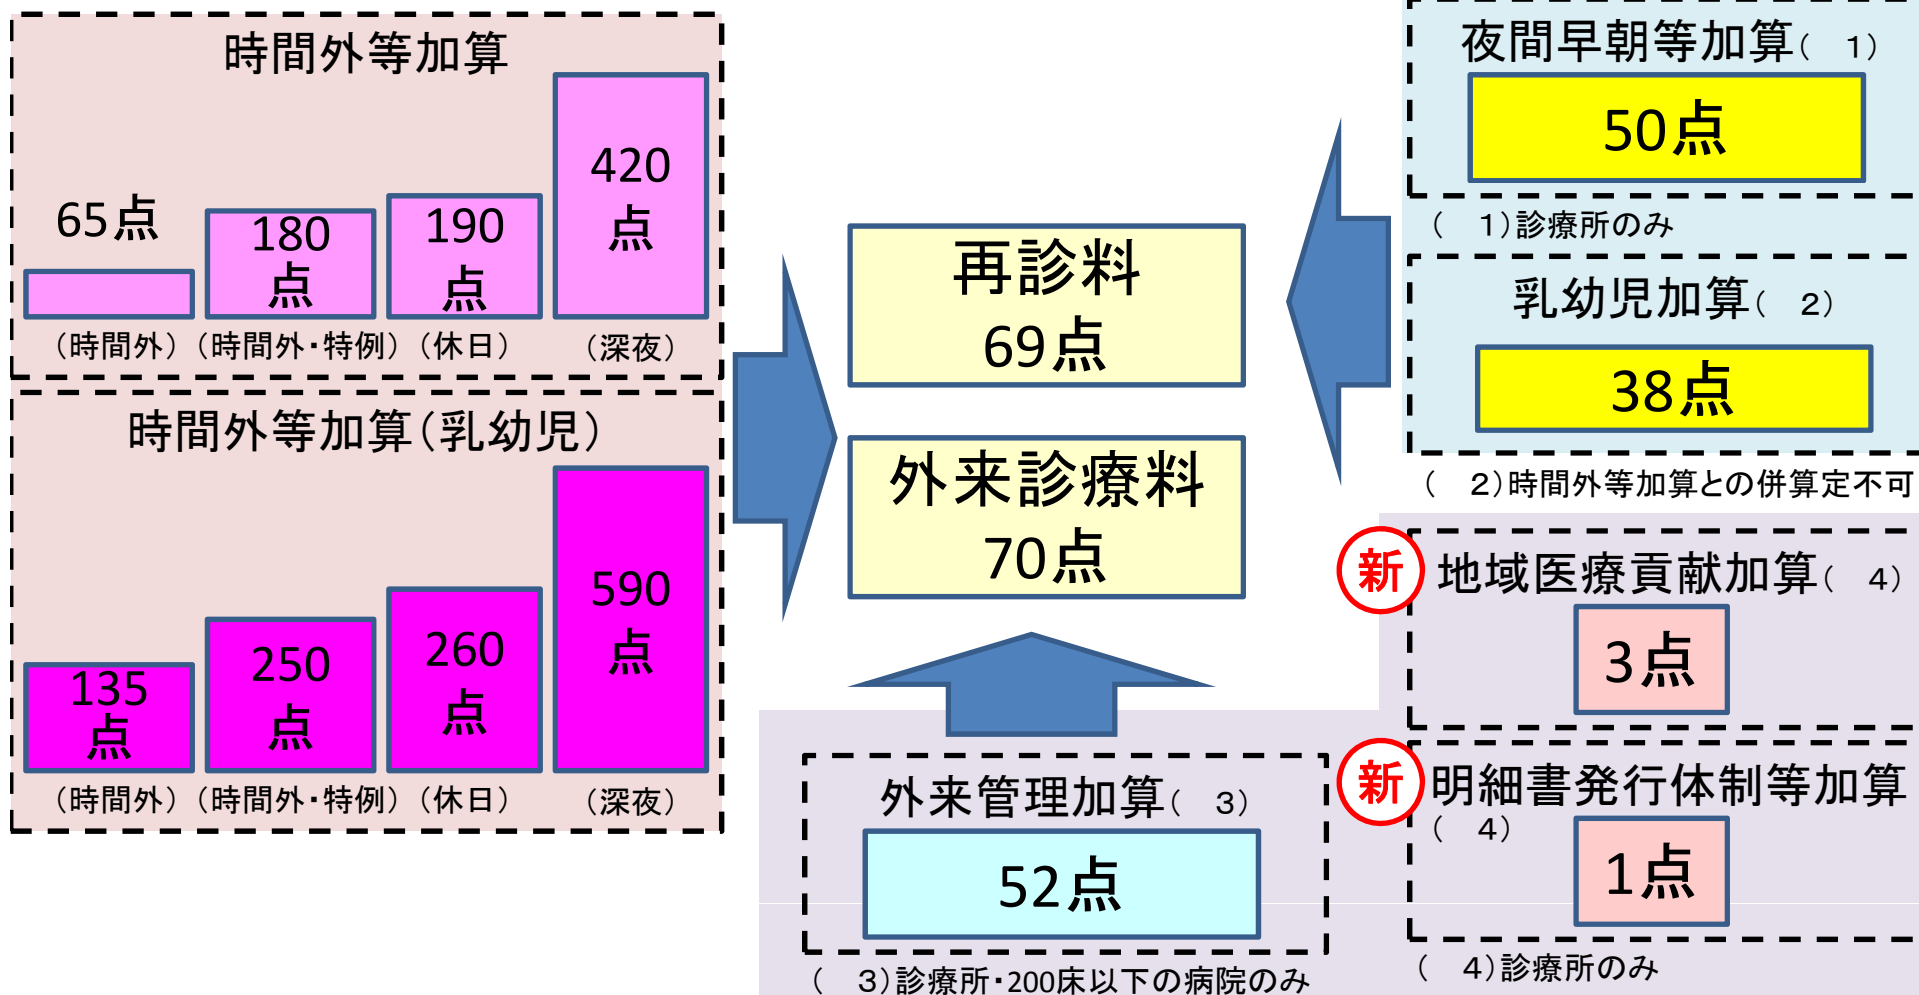 時間外等加算
65点
180
点
190
点
420
点
（時間外）（時間外・特例）（休日）（深夜）
時間外等加算（乳幼児）
135
点
250
点
260
点
590
点
（時間外）（時間外・特例）（休日）（深夜）
再診料
69点
外来診療料
70点
外来管理加算（　3）
52点
（　3）診療所・200床以下の病院のみ
夜間早朝等加算（　1）
50点
（　1）診療所のみ
乳幼児加算（　2）
38点
（　2）時間外等加算との併算定不可
新 地域医療貢献加算（　4）
3点
新 明細書発行体制等加算
（　4）
1点
（　4）診療所のみ